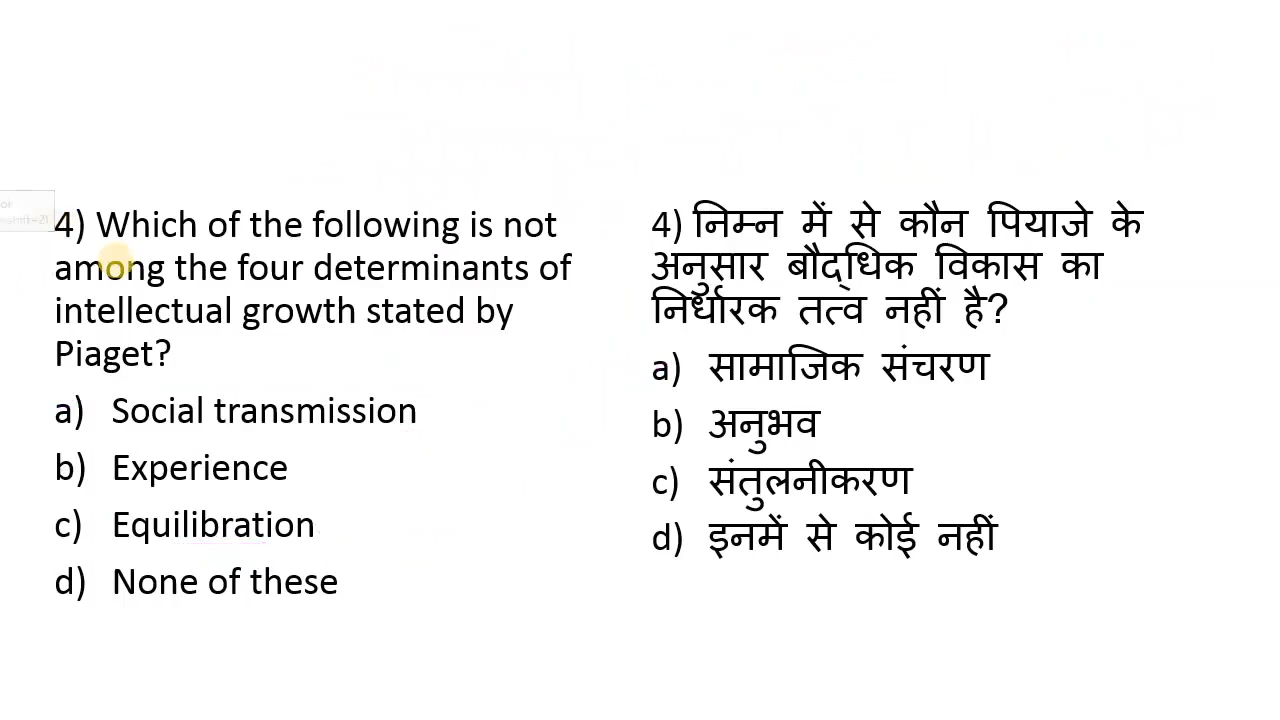 4) Which of the following is not
among the four determinants of
intellectual growth stated by
Piaget?
a) Social transmission
b) Experience
c) Equilibration
d) None of these
4) निम्न में से कौन पियाजे के
अनुसार बौद्धिक विकास का
निर्धारक तत्व नहीं है?
a) सामाजिक संचरण
b) अनुभव
c) संतुलनीकरण
d) इनमें से कोई नहीं